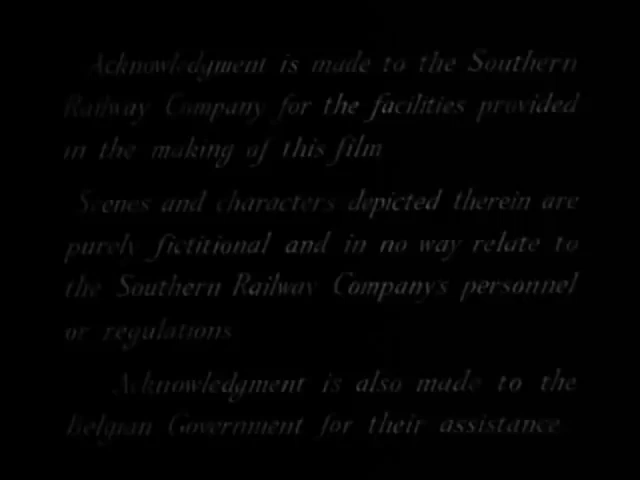 Acknowledgment is made to the Southern
Railway Company for the facilities provided
in the making of this film
Scenes and characters depicted therein are
purely fictitional and in no way relate to
the Southern Railway Company's personnel
or regulations
Acknowledgment is also made to the
Belgian Government for their assistance